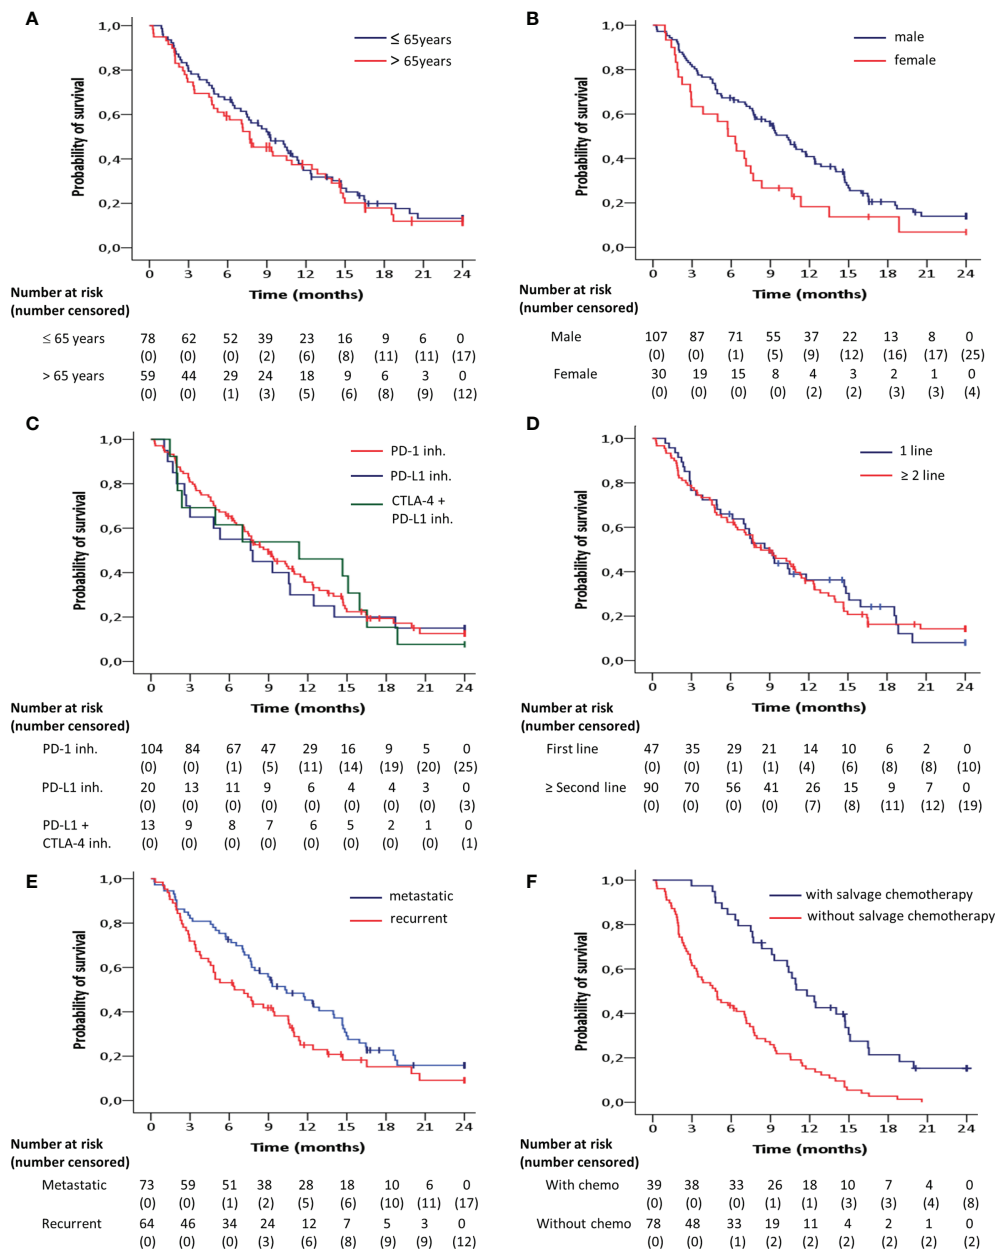 A
1,0
0,8
0,6
0,4
0,2
0,0
Probability of survival
≤ 65years
> 65years
0 3 6 9 12 15 18 21 24
Time (months)
Number at risk
(number censored)
≤ 65 years 78 62 52 39 23 16 9 6 0
(0) (0) (0) (2) (6) (8) (11) (11) (17)
> 65 years 59 44 29 24 18 9 6 3 0
(0) (0) (1) (3) (5) (6) (8) (9) (12)
B
1,0
0,8
0,6
0,4
0,2
0,0
Probability of survival
male
female
0 3 6 9 12 15 18 21 24
Time (months)
Number at risk
(number censored)
Male 107 87 71 55 37 22 13 8 0
(0) (0) (1) (5) (9) (12) (16) (17) (25)
Female 30 19 15 8 4 3 2 1 0
(0) (0) (0) (0) (2) (2) (3) (3) (4)
C
1,0
0,8
0,6
0,4
0,2
0,0
Probability of survival
PD-1 inh.
PD-L1 inh.
CTLA-4 +
PD-L1 inh.
0 3 6 9 12 15 18 21 24
Time (months)
Number at risk
(number censored)
PD-1 inh. 104 84 67 47 29 16 9 5 0
(0) (0) (1) (5) (11) (14) (19) (20) (25)
PD-L1 inh. 20 13 11 9 6 4 4 3 0
(0) (0) (0) (0) (0) (0) (0) (0) (3)
PD-L1 + 13 9 8 7 6 5 2 1 0
CTLA-4 inh. (0) (0) (0) (0) (0) (0) (0) (0) (1)
D
1,0
0,8
0,6
0,4
0,2
0,0
Probability of survival
1 line
≥ 2 line
0 3 6 9 12 15 18 21 24
Time (months)
Number at risk
(number censored)
First line 47 35 29 21 14 10 6 2 0
(0) (0) (1) (1) (4) (6) (8) (8) (10)
≥ Second line 90 70 56 41 26 15 9 7 0
(0) (0) (0) (0) (7) (8) (11) (12) (19)
E
1,0
0,8
0,6
0,4
0,2
0,0
Probability of survival
metastatic
recurrent
0 3 6 9 12 15 18 21 24
Time (months)
Number at risk
(number censored)
Metastatic 73 59 51 38 28 18 10 6 0
(0) (0) (1) (2) (5) (6) (10) (11) (17)
Recurrent 64 46 34 24 12 7 5 3 0
(0) (0) (0) (3) (6) (8) (9) (9) (12)
F
1,0
0,8
0,6
0,4
0,2
0,0
Probability of survival
with salvage chemotherapy
without salvage chemotherapy
0 3 6 9 12 15 18 21 24
Time (months)
Number at risk
(number censored)
With chemo 39 38 33 26 18 10 7 4 0
(0) (0) (0) (1) (1) (3) (3) (4) (8)
Without chemo 78 48 33 19 11 4 2 1 0
(0) (0) (1) (2) (2) (2) (2) (2) (2)